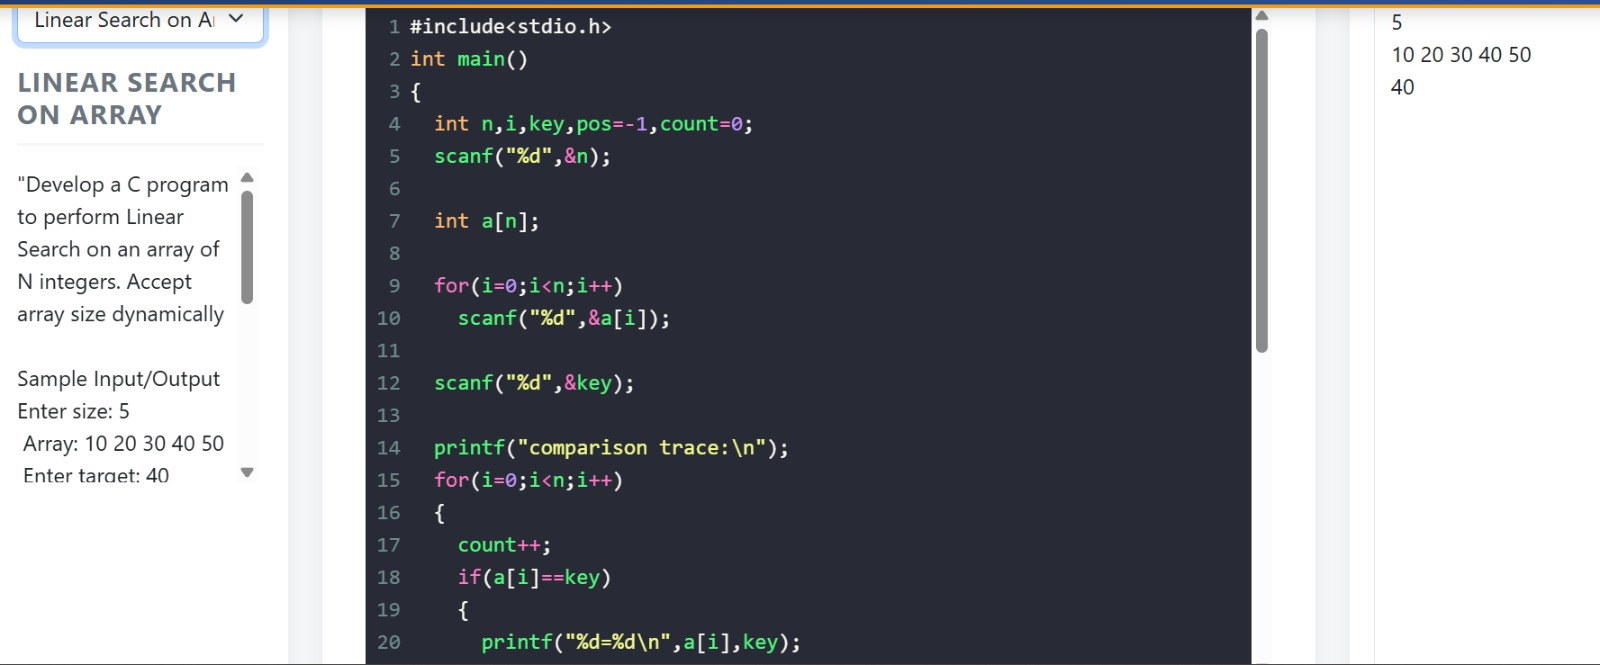 Linear Search on Ar
LINEAR SEARCH
ON ARRAY
"Develop a C program
to perform Linear
Search on an array of
N integers. Accept
array size dynamically
Sample Input/Output
Enter size: 5
Array: 10 20 30 40 50
Enter target: 40
1 #include<stdio.h>
2 int main()
3 {
4 int n,i,key,pos=-1,count=0;
5 scanf("%d",&n);
6
7 int a[n];
8
9 for(i=0;i<n;i++)
10 scanf("%d",&a[i]);
11
12 scanf("%d",&key);
13
14 printf("comparison trace:\n");
15 for(i=0;i<n;i++)
16 {
17 count++;
18 if(a[i]==key)
19 {
20 printf("%d=%d\n",a[i],key);
5
10 20 30 40 50
40